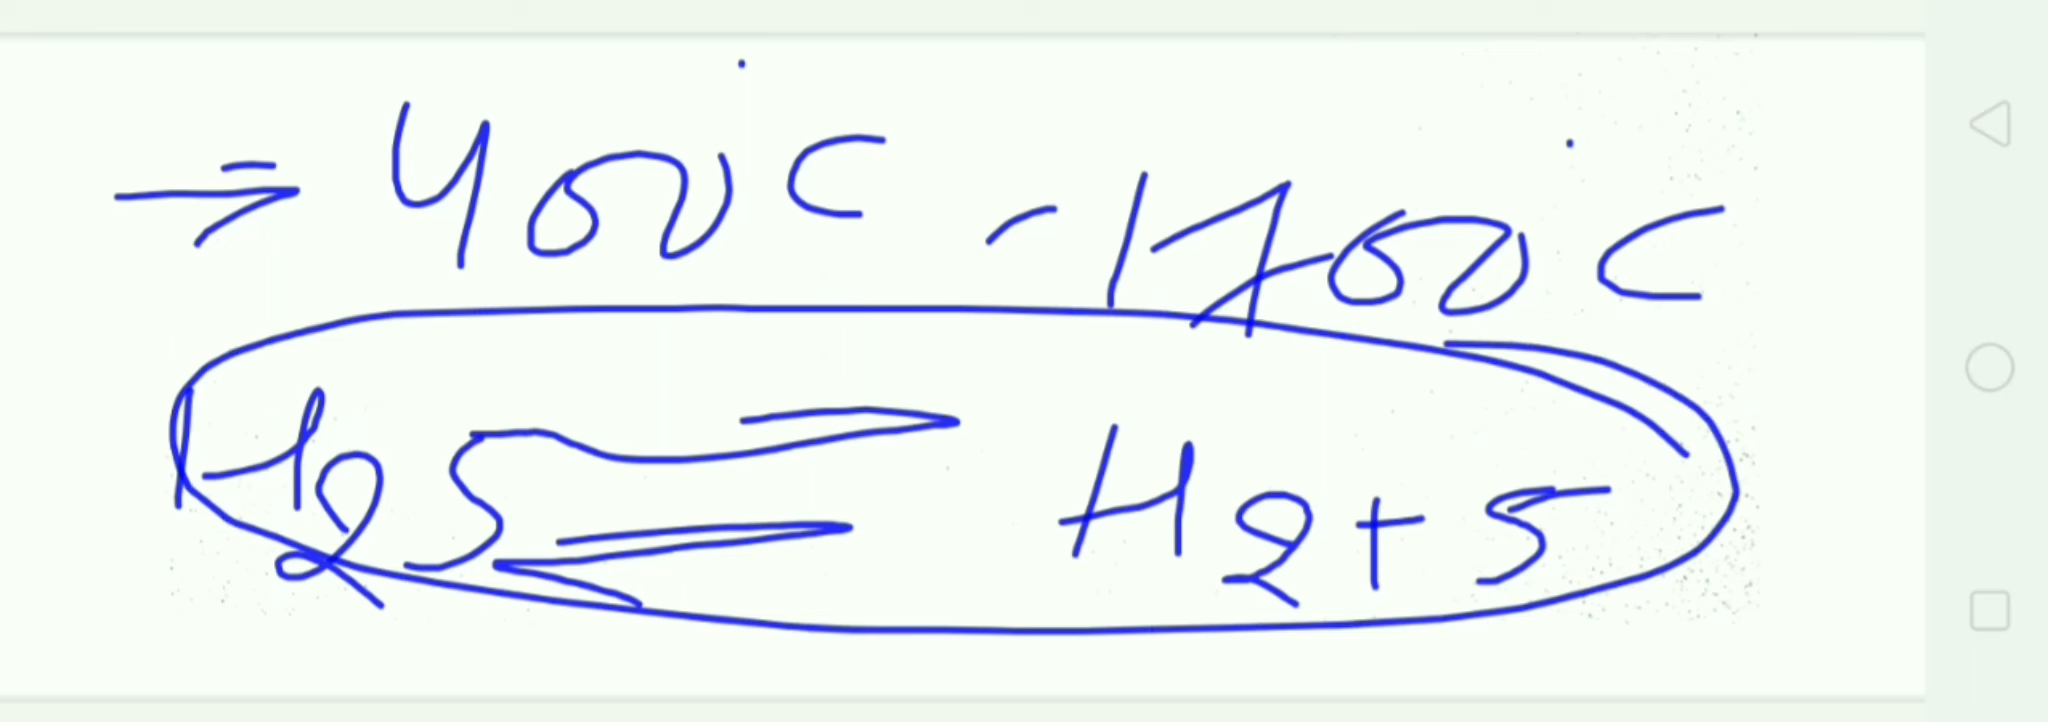 ⇒ 400°C - 1700°C
H2S ⇌ H2 + S